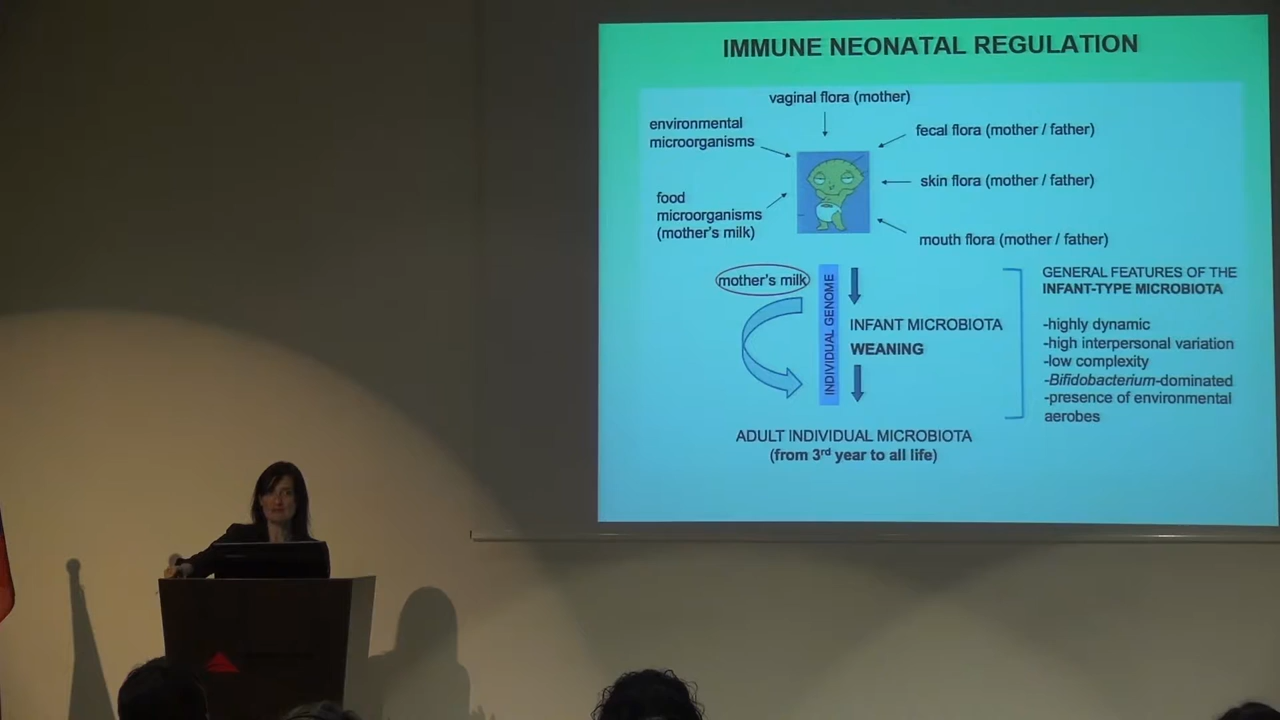 IMMUNE NEONATAL REGULATION
vaginal flora (mother)
environmental
microorganisms
fecal flora (mother / father)
skin flora (mother / father)
food
microorganisms
(mother's milk)
mouth flora (mother / father)
mother's milk
INDIVIDUAL GENOME
INFANT MICROBIOTA
WEANING
ADULT INDIVIDUAL MICROBIOTA
(from 3rd year to all life)
GENERAL FEATURES OF THE
INFANT-TYPE MICROBIOTA
-highly dynamic
-high interpersonal variation
-low complexity
-Bifidobacterium-dominated
-presence of environmental
aerobes